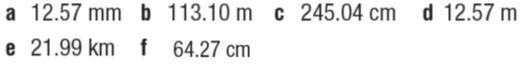 a 12.57 mm b 113.10 m c 245.04 cm d 12.57 m
e 21.99 km f 64.27 cm